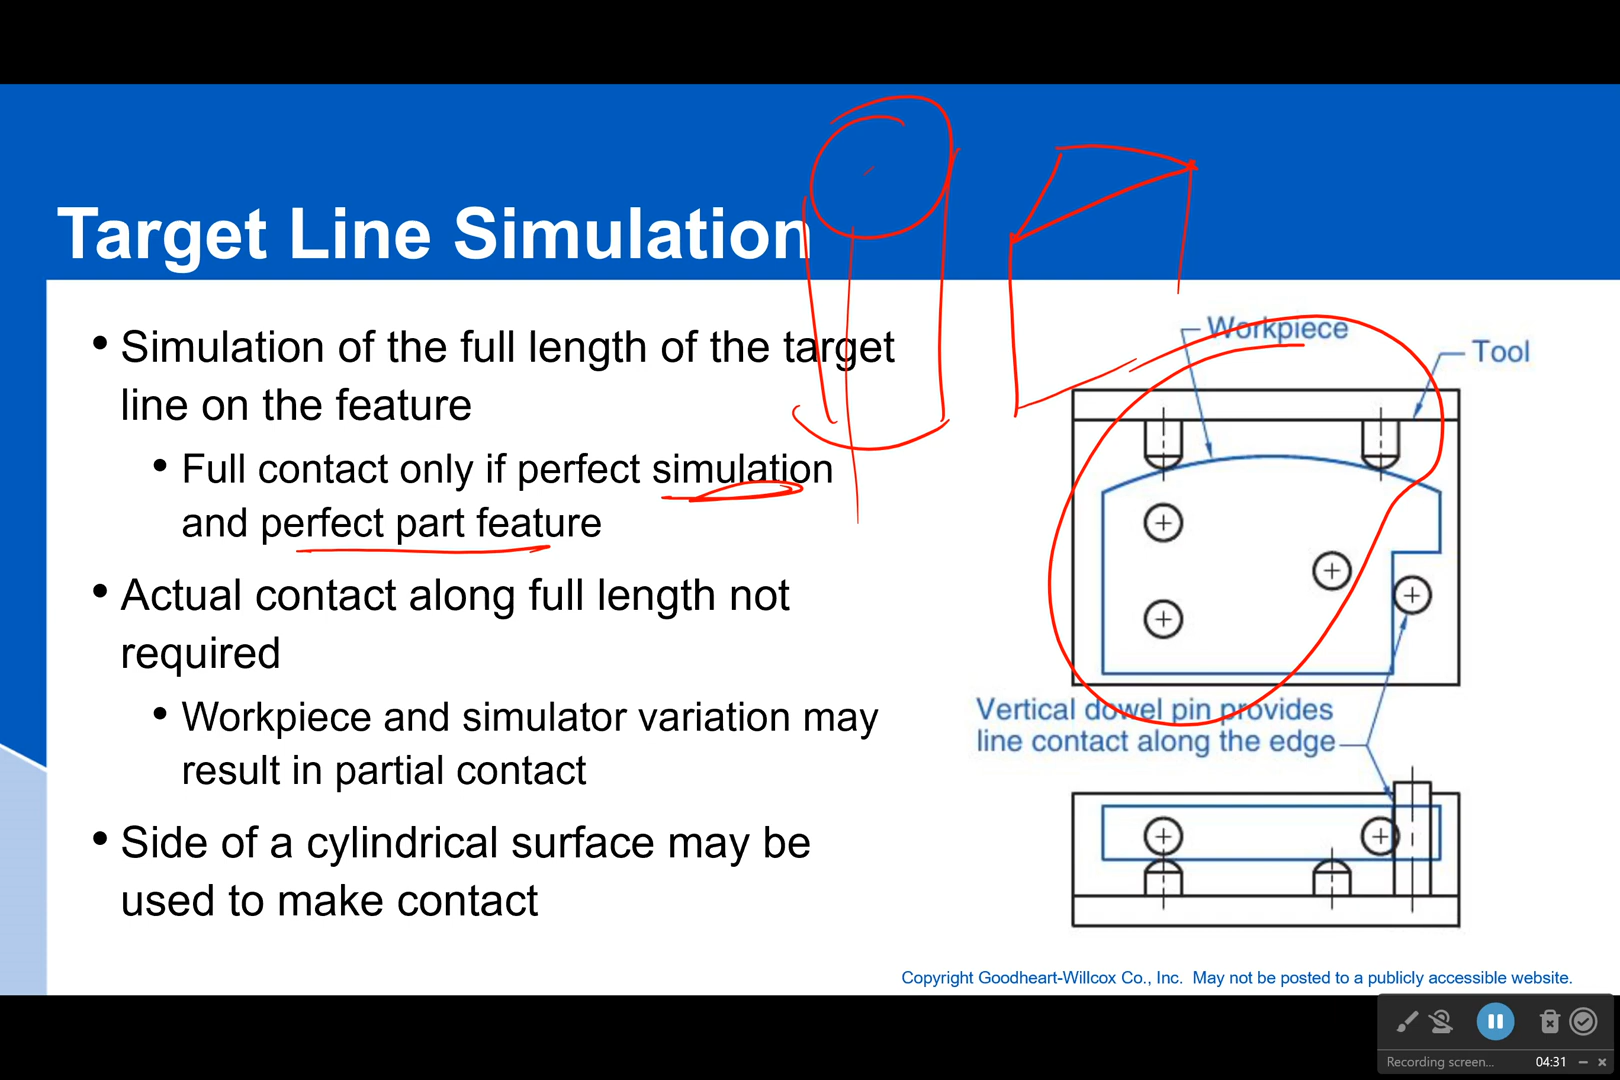 Target Line Simulation
• Simulation of the full length of the target
line on the feature
• Full contact only if perfect simulation
and perfect part feature
• Actual contact along full length not
required
• Workpiece and simulator variation may
result in partial contact
• Side of a cylindrical surface may be
used to make contact
Workpiece
Tool
Vertical dowel pin provides
line contact along the edge
Copyright Goodheart-Willcox Co., Inc. May not be posted to a publicly accessible website.
Recording screen... 04:31